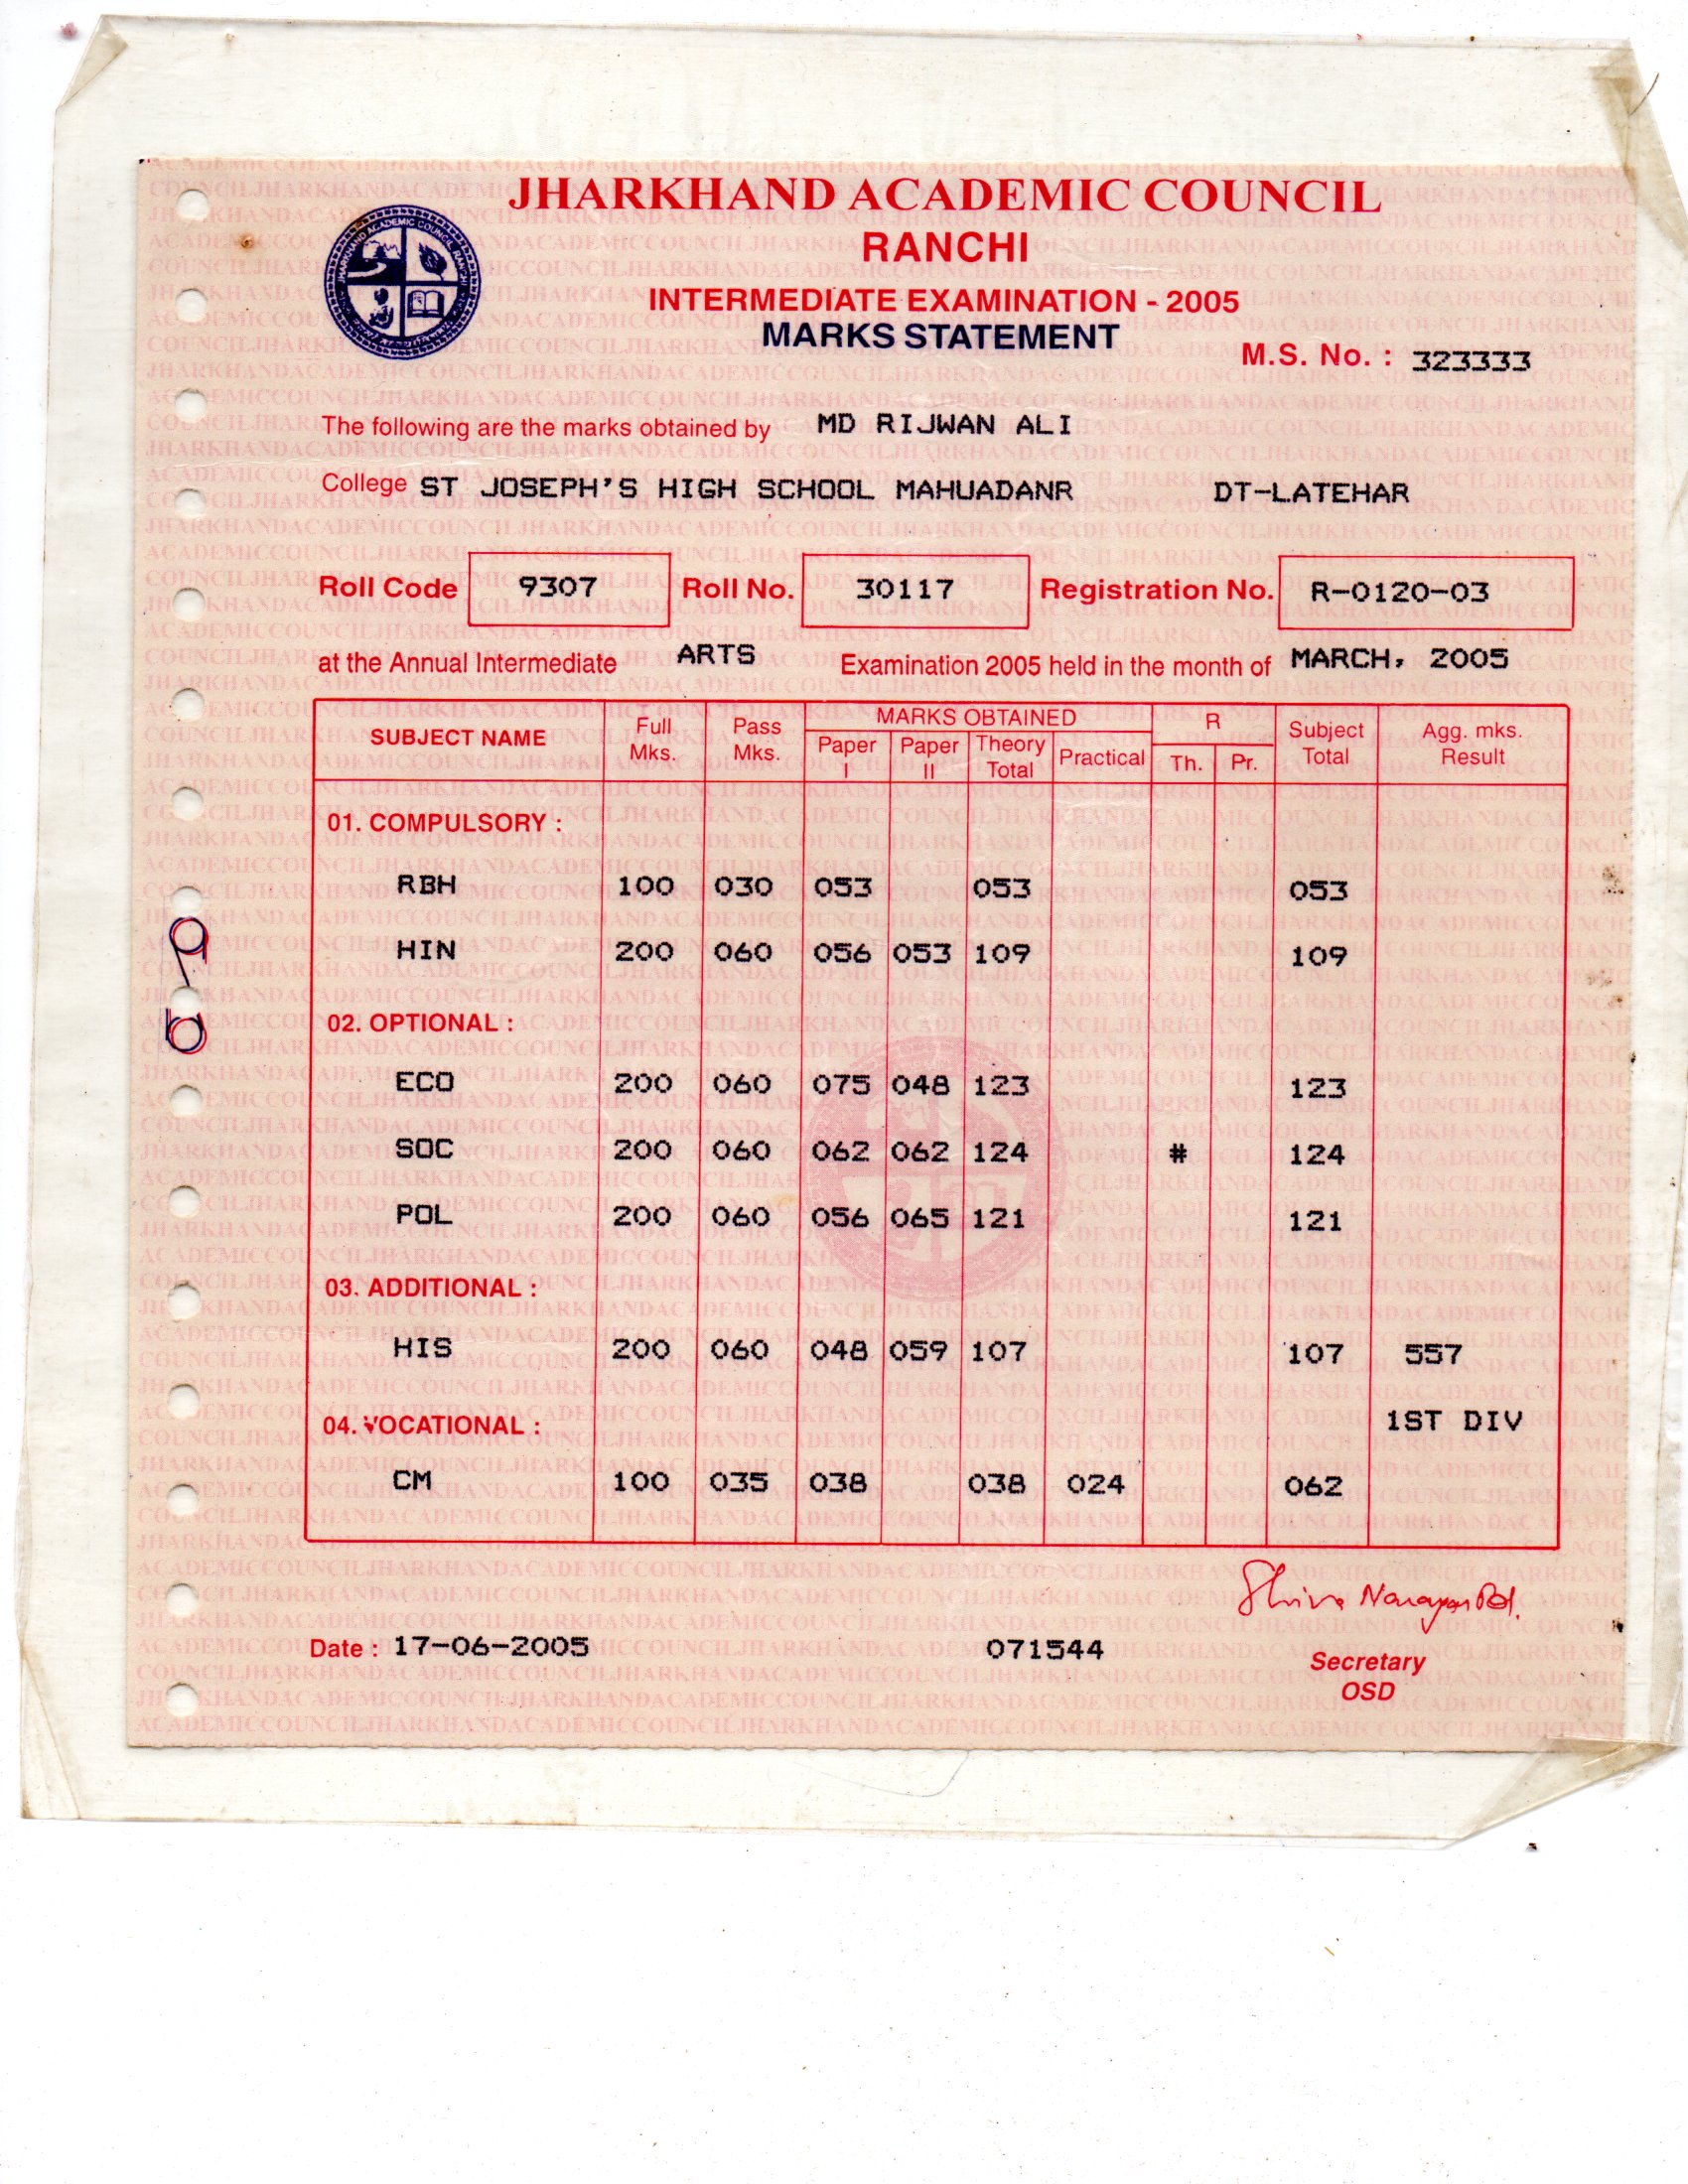 JHARKHAND ACADEMIC COUNCIL
RANCHI
INTERMEDIATE EXAMINATION - 2005
MARKS STATEMENT
M.S. No. : 323333
The following are the marks obtained by MD RIJWAN ALI
College ST JOSEPH'S HIGH SCHOOL MAHUADANR DT-LATEHAR
Roll Code 9307 Roll No. 30117 Registration No. R-0120-03
at the Annual Intermediate ARTS Examination 2005 held in the month of MARCH, 2005
SUBJECT NAME Full Mks. Pass Mks. MARKS OBTAINED Paper I Paper II Theory Total Practical R Th. Pr. Subject Total Agg. mks. Result
01. COMPULSORY :
RBH 100 030 053 053 053
HIN 200 060 056 053 109 109
02. OPTIONAL :
ECO 200 060 075 048 123 123
SOC 200 060 062 062 124 # 124
POL 200 060 056 065 121 121
03. ADDITIONAL :
HIS 200 060 048 059 107 107 557
04. VOCATIONAL : 1ST DIV
CM 100 035 038 038 024 062
Shiva Narayan Pd.
Date : 17-06-2005 071544
Secretary
OSD